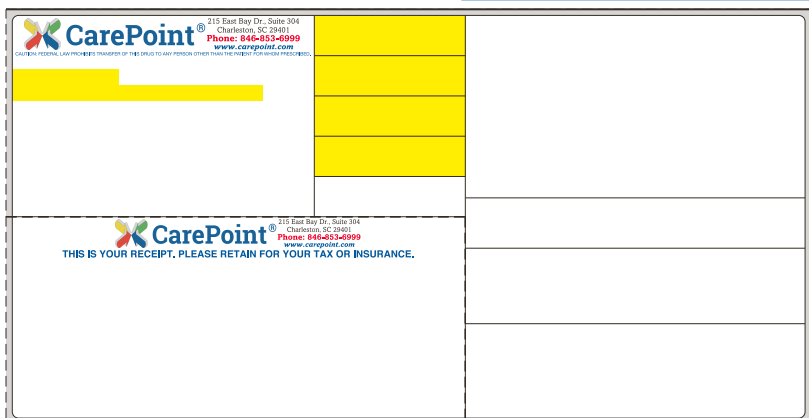 CarePoint®
215 East Bay Dr., Suite 304
Charleston, SC 29401
Phone: 846-853-6999
www.carepoint.com
CAUTION: FEDERAL LAW PROHIBITS TRANSFER OF THIS DRUG TO ANY PERSON OTHER THAN THE PATIENT FOR WHOM PRESCRIBED.
CarePoint®
215 East Bay Dr., Suite 304
Charleston, SC 29401
Phone: 846-853-6999
www.carepoint.com
THIS IS YOUR RECEIPT. PLEASE RETAIN FOR YOUR TAX OR INSURANCE.